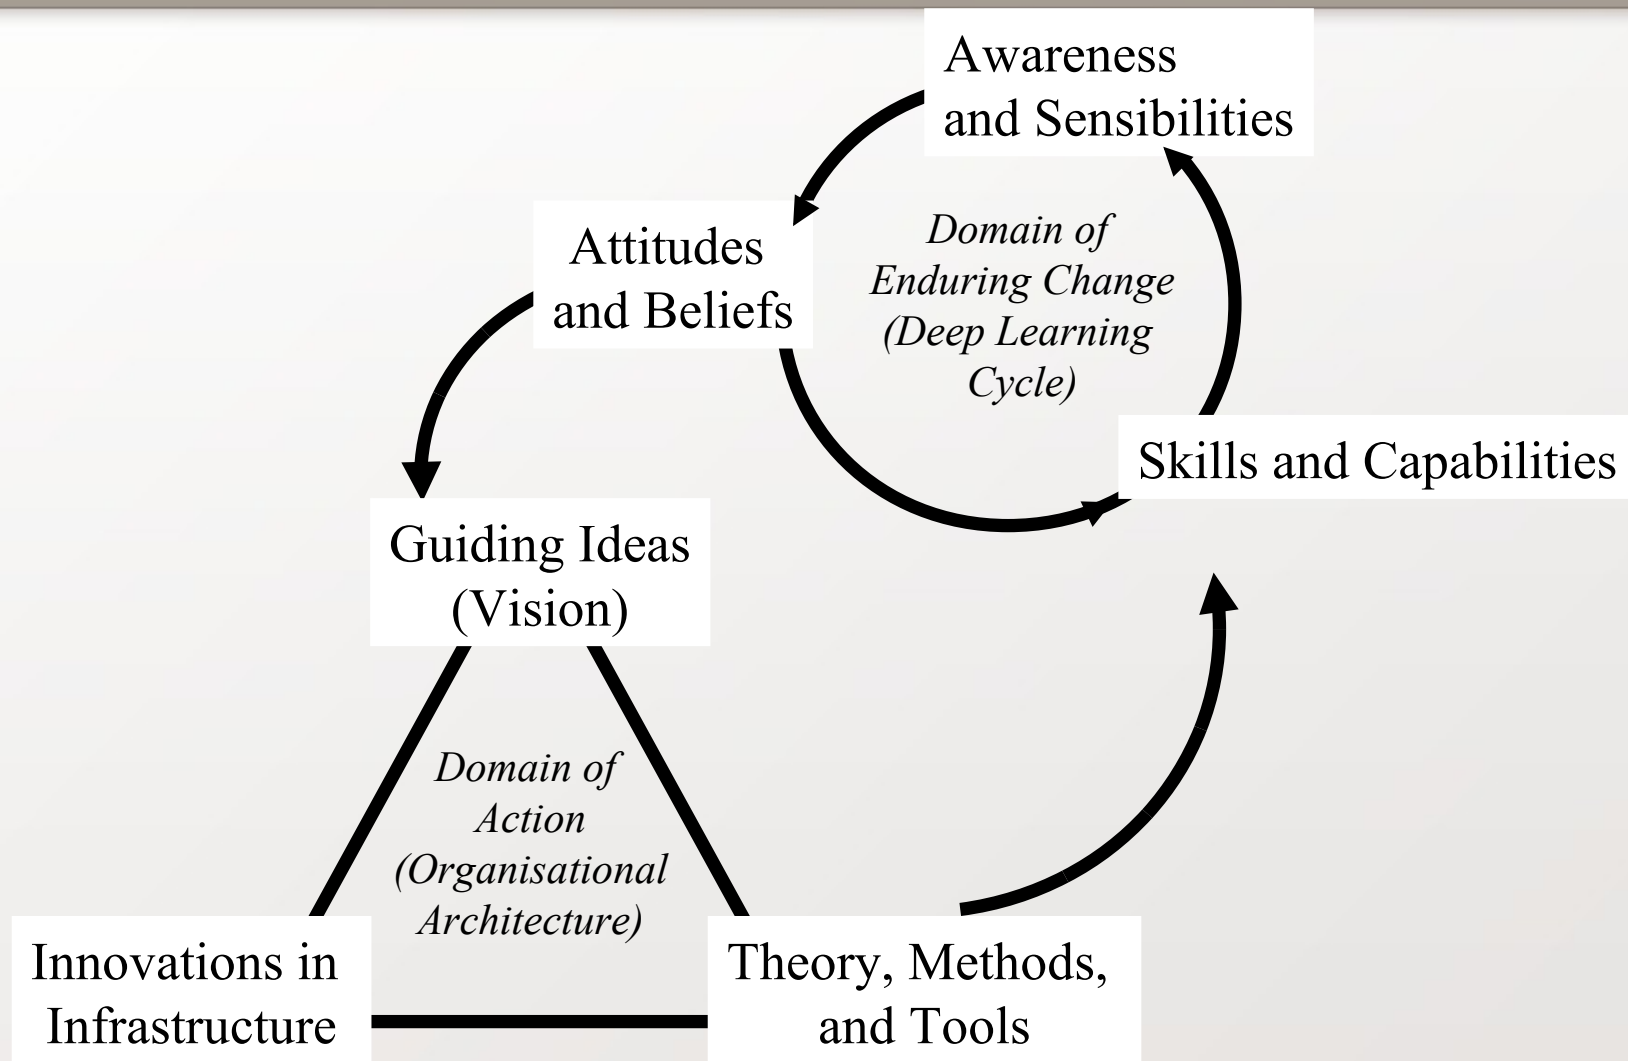 Awareness
and Sensibilities
Domain of
Enduring Change
(Deep Learning
Cycle)
Attitudes
and Beliefs
Skills and Capabilities
Guiding Ideas
(Vision)
Domain of
Action
(Organisational
Architecture)
Innovations in
Infrastructure
Theory, Methods,
and Tools